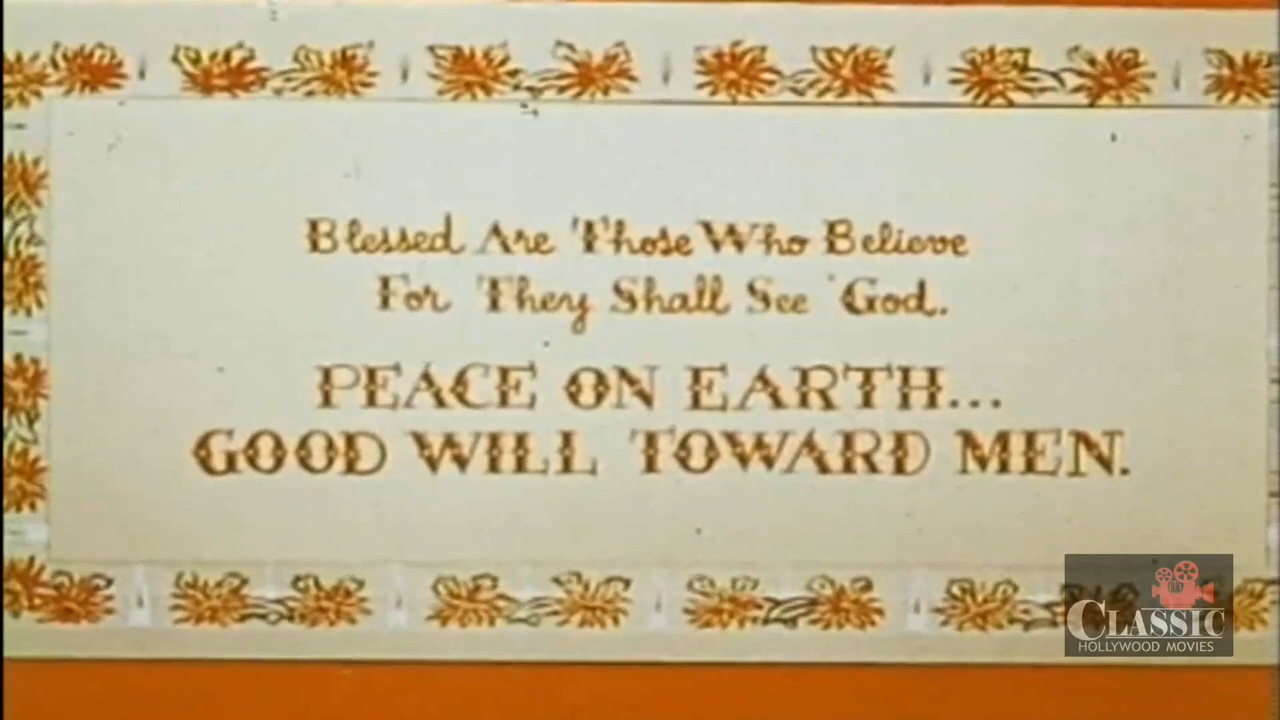 Blessed Are Those Who Believe
For They Shall See God.
PEACE ON EARTH...
GOOD WILL TOWARD MEN.
CLASSIC
HOLLYWOOD MOVIES